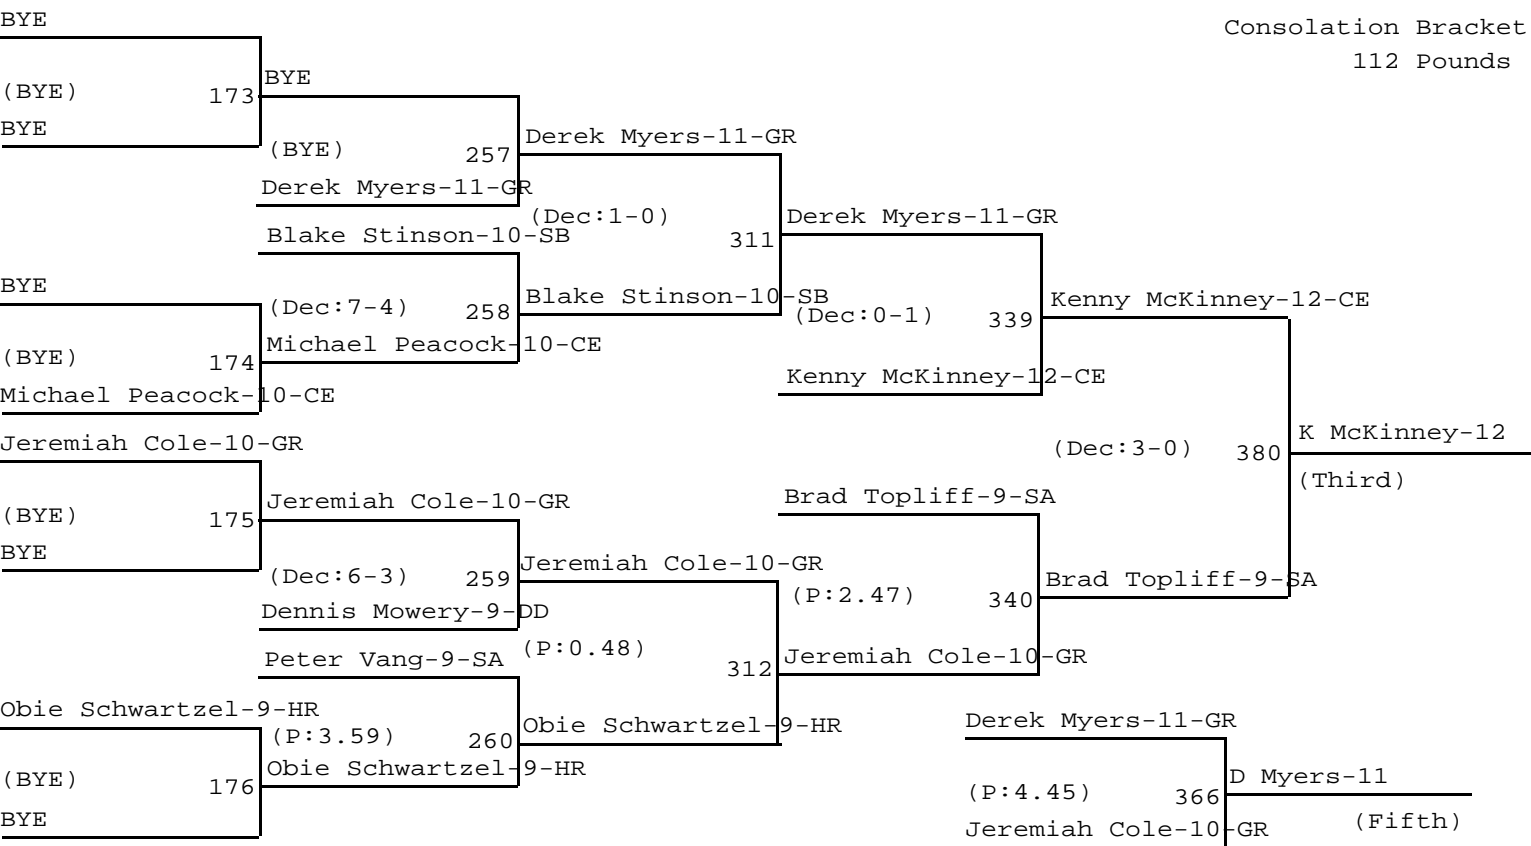 BYE
Consolation Bracket
112 Pounds
BYE
(BYE)
173
BYE
Derek Myers-11-GR
(BYE)
257
Derek Myers-11-GR
(Dec:1-0)
Derek Myers-11-GR
Blake Stinson-10-SB
311
BYE
Blake Stinson-10-SB
Kenny McKinney-12-CE
(Dec:7-4)
258
(Dec:0-1)
339
Michael Peacock-10-CE
(BYE)
174
Kenny McKinney-12-CE
Michael Peacock-10-CE
K McKinney-12
Jeremiah Cole-10-GR
(Dec:3-0)
380
(Third)
Brad Topliff-9-SA
Jeremiah Cole-10-GR
(BYE)
175
BYE
Jeremiah Cole-10-GR
(Dec:6-3)
259
Brad Topliff-9-SA
(P:2.47)
340
Dennis Mowery-9-DD
(P:0.48)
Peter Vang-9-SA
312
Jeremiah Cole-10-GR
Obie Schwartzel-9-HR
Derek Myers-11-GR
Obie Schwartzel-9-HR
(P:3.59)
260
Obie Schwartzel-9-HR
(BYE)
176
D Myers-11
(P:4.45)
366
BYE
(Fifth)
Jeremiah Cole-10-GR